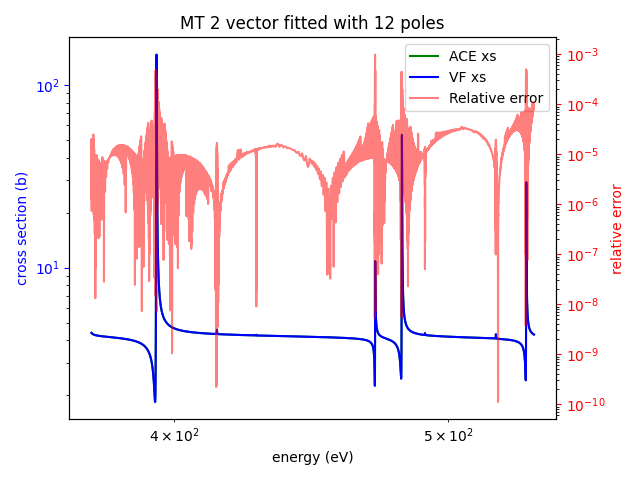 MT 2 vector fitted with 12 poles
ACE xs
VF xs
Relative error
cross section (b)
10²
10¹
relative error
10⁻³
10⁻⁴
10⁻⁵
10⁻⁶
10⁻⁷
10⁻⁸
10⁻⁹
10⁻¹⁰
4 × 10²
5 × 10²
energy (eV)